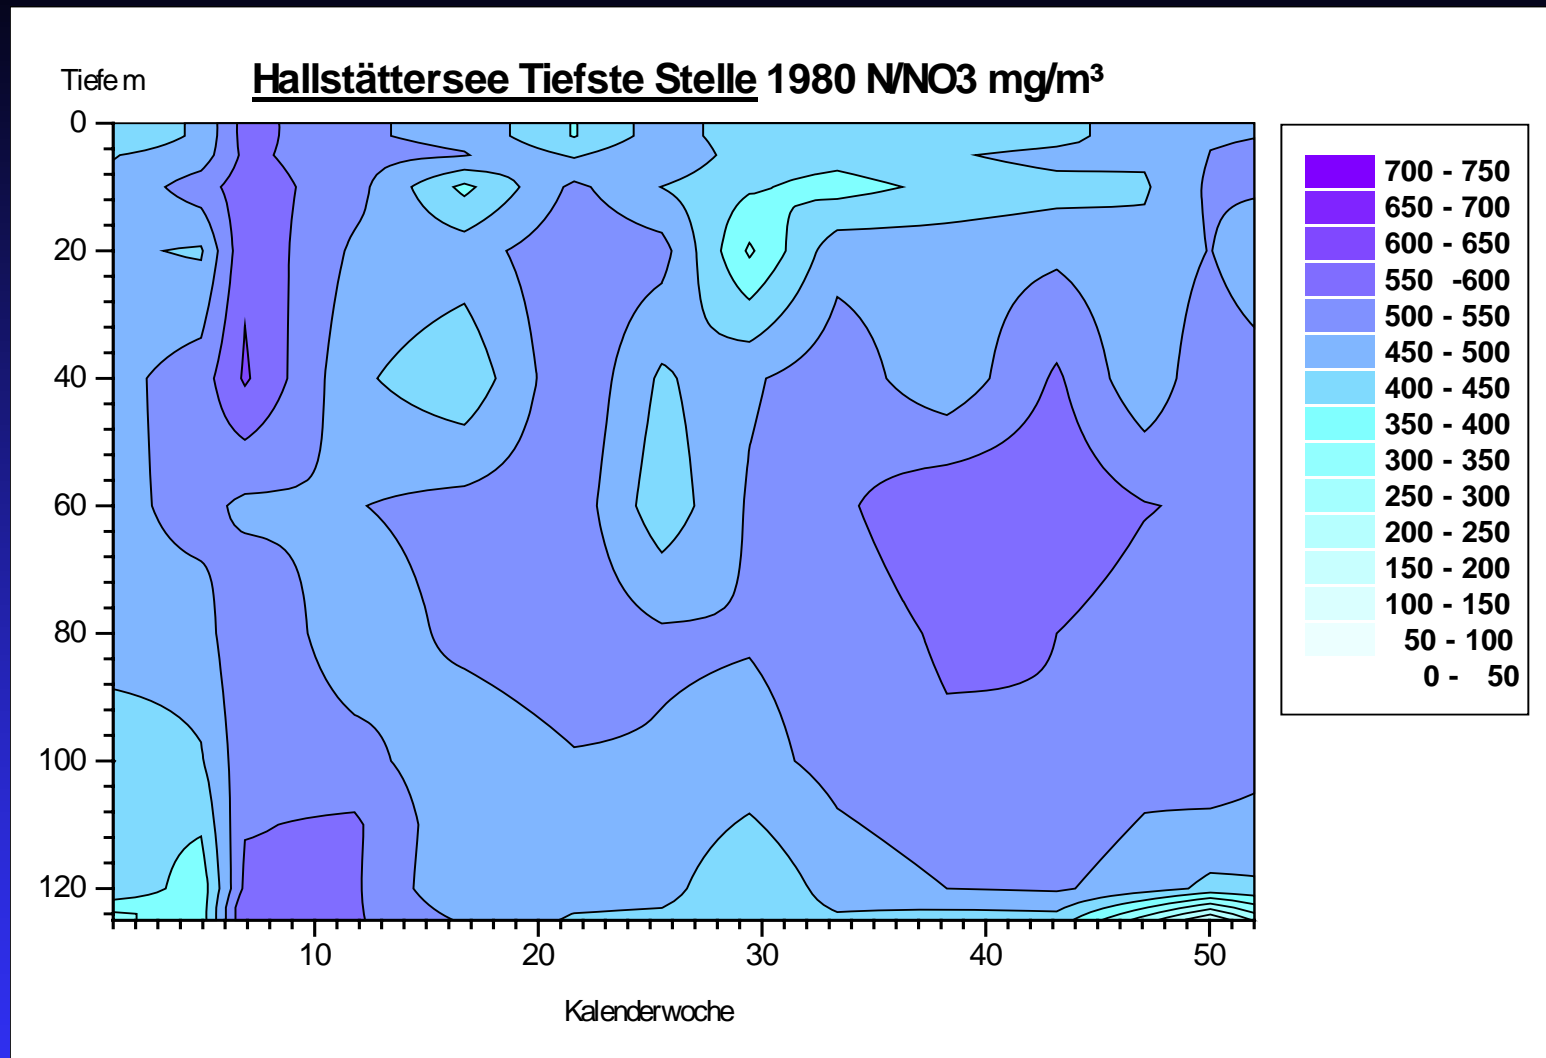 Tiefe m
Hallstättersee Tiefste Stelle 1980 N/NO3 mg/m³
0
20
40
60
80
100
120
10 20 30 40 50
Kalenderwoche
700 - 750
650 - 700
600 - 650
550 -600
500 - 550
450 - 500
400 - 450
350 - 400
300 - 350
250 - 300
200 - 250
150 - 200
100 - 150
50 - 100
0 - 50